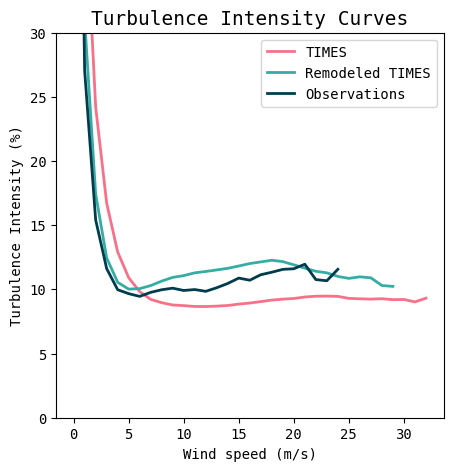 Turbulence Intensity Curves
TIMES
Remodeled TIMES
Observations
Turbulence Intensity (%)
30
25
20
15
10
5
0
0 5 10 15 20 25 30
Wind speed (m/s)